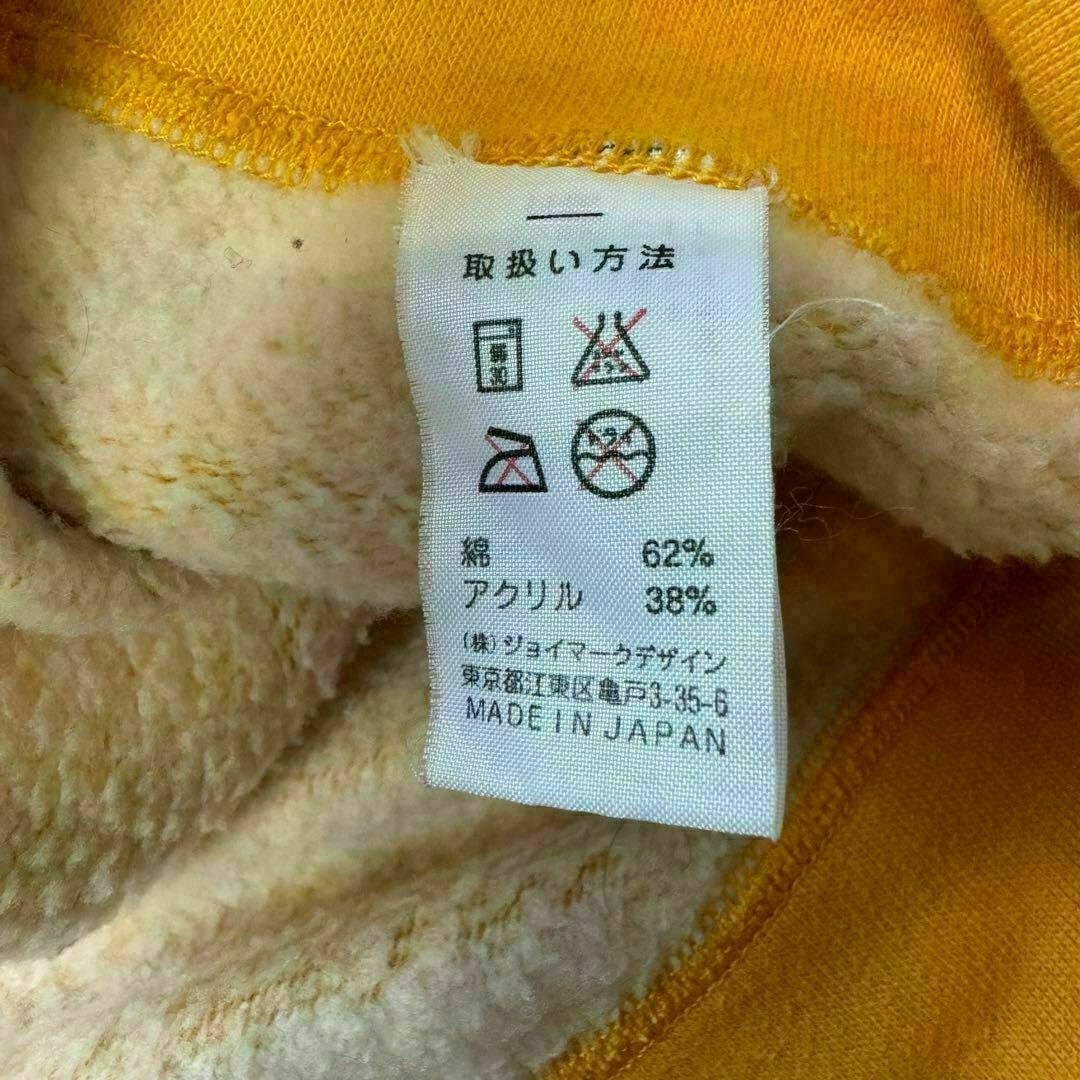 取扱い方法
綿 62%
アクリル 38%
(株)ジョイマークデザイン
東京都江東区亀戸3-35-6
MADE IN JAPAN